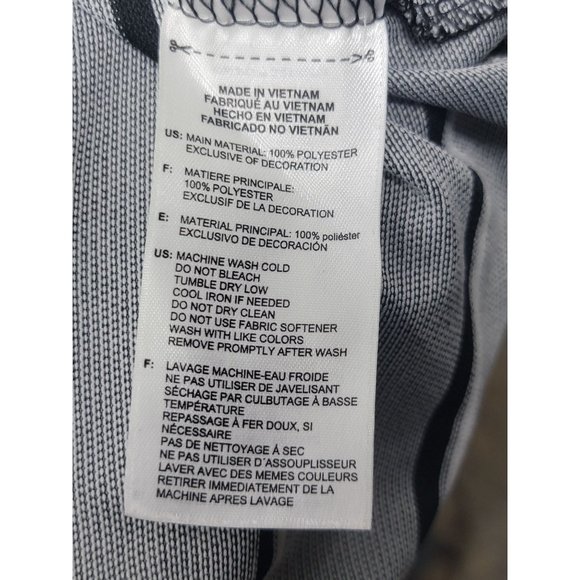 MADE IN VIETNAM
FABRIQUÉ AU VIETNAM
HECHO EN VIETNAM
FABRICADO NO VIETNÃN
US: MAIN MATERIAL: 100% POLYESTER
EXCLUSIVE OF DECORATION
F: MATIERE PRINCIPALE:
100% POLYESTER
EXCLUSIF DE LA DECORATION
E: MATERIAL PRINCIPAL: 100% poliéster
EXCLUSIVO DE DECORACIÓN
US: MACHINE WASH COLD
DO NOT BLEACH
TUMBLE DRY LOW
COOL IRON IF NEEDED
DO NOT DRY CLEAN
DO NOT USE FABRIC SOFTENER
WASH WITH LIKE COLORS
REMOVE PROMPTLY AFTER WASH
F: LAVAGE MACHINE-EAU FROIDE
NE PAS UTILISER DE JAVELISANT
SÉCHAGE PAR CULBUTAGE À BASSE
TEMPÉRATURE
REPASSAGE À FER DOUX, SI
NÉCESSAIRE
PAS DE NETTOYAGE À SEC
NE PAS UTILISER D´ASSOUPLISSEUR
LAVER AVEC DES MEMES COULEURS
RETIRER IMMEDIATEMENT DE LA
MACHINE APRES LAVAGE